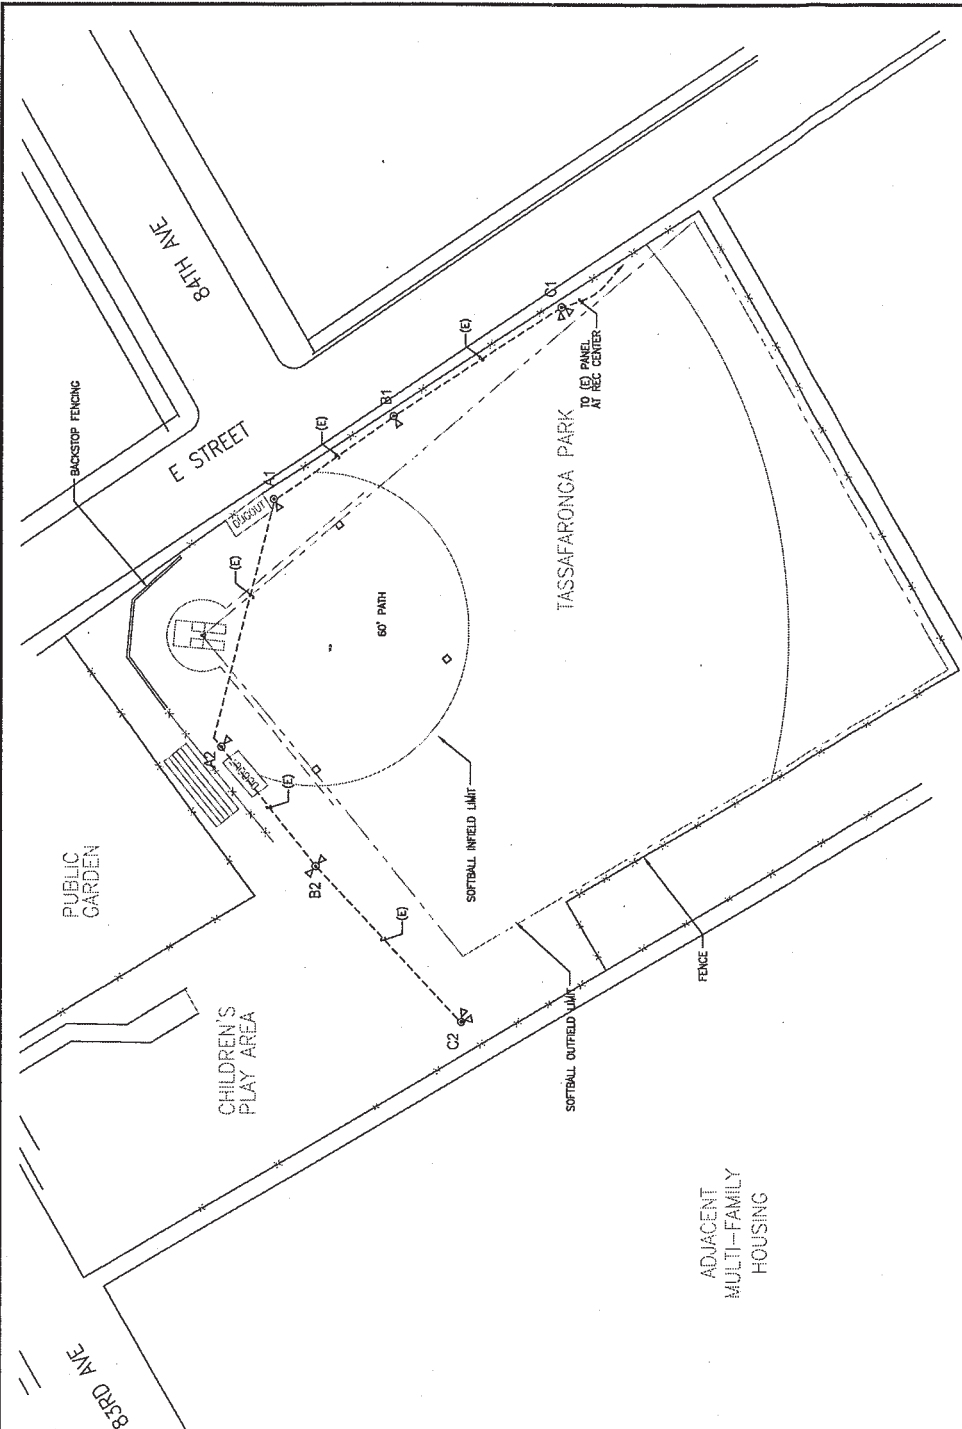 84TH AVE
BACKSTOP FENCING
E STREET
(E)
C1
(E)
TO (E) PANEL
AT REC CENTER
B1
(E)
A1
DUGOUT
TASSAFARONGA PARK
(E)
60' PATH
A2
DUGOUT
(E)
B2
SOFTBALL INFIELD LIMIT
PUBLIC
GARDEN
(E)
FENCE
C2
SOFTBALL OUTFIELD LIMIT
CHILDREN'S
PLAY AREA
ADJACENT
MULTI-FAMILY
HOUSING
83RD AVE